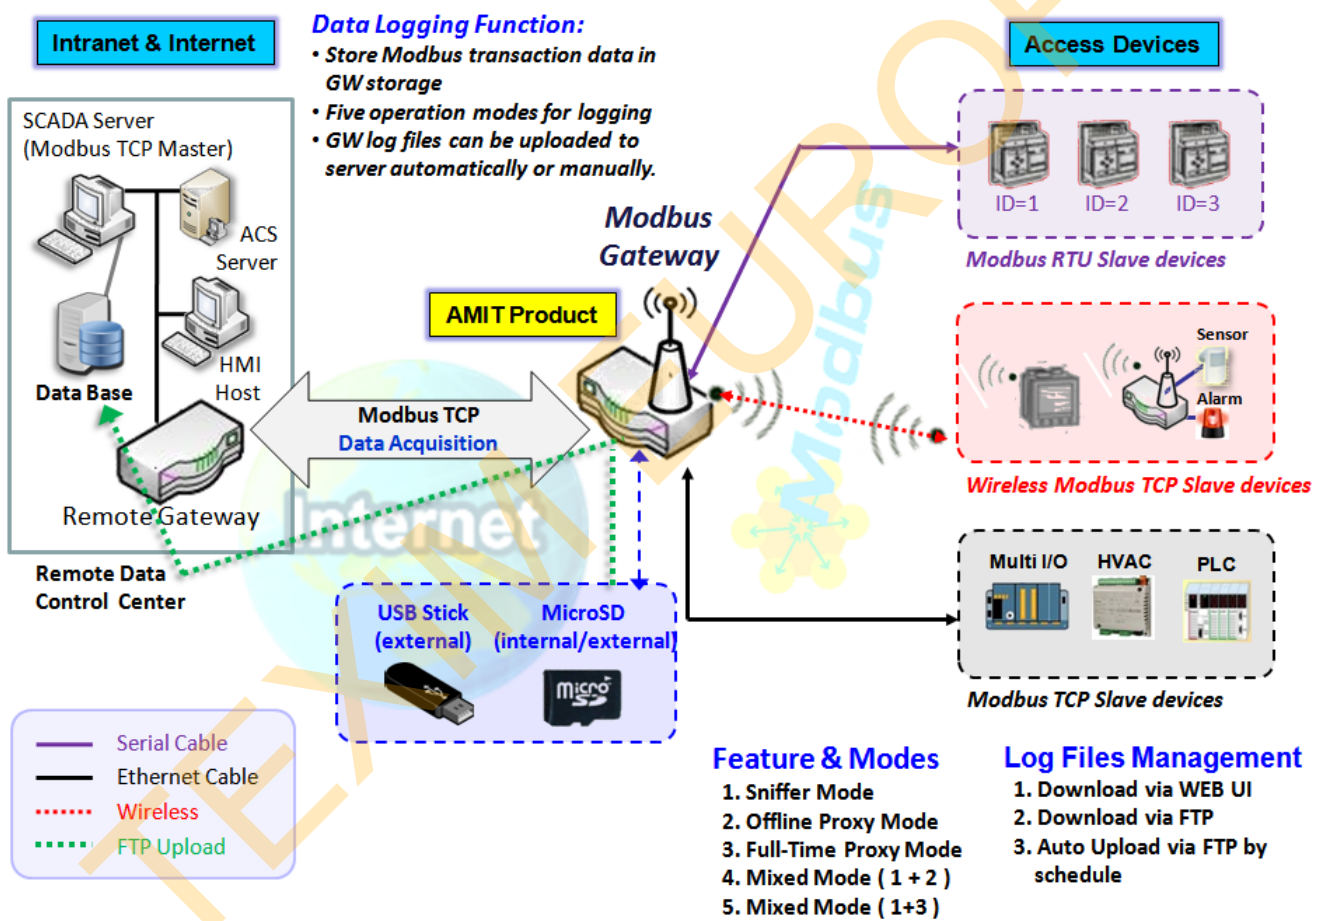 Intranet & Internet
SCADA Server
(Modbus TCP Master)
ACS
Server
HMI
Host
Data Base
Remote Gateway
Remote Data
Control Center
Data Logging Function:
• Store Modbus transaction data in
GW storage
• Five operation modes for logging
• GW log files can be uploaded to
server automatically or manually.
Modbus
Gateway
AMIT Product
Modbus TCP
Data Acquisition
Internet
Modbus
USB Stick
(external)
MicroSD
(internal/external)
Micro
SD
Access Devices
ID=1
ID=2
ID=3
Modbus RTU Slave devices
Sensor
Alarm
Wireless Modbus TCP Slave devices
Multi I/O
HVAC
PLC
Modbus TCP Slave devices
Serial Cable
Ethernet Cable
Wireless
FTP Upload
Feature & Modes
1. Sniffer Mode
2. Offline Proxy Mode
3. Full-Time Proxy Mode
4. Mixed Mode ( 1 + 2 )
5. Mixed Mode ( 1+3 )
Log Files Management
1. Download via WEB UI
2. Download via FTP
3. Auto Upload via FTP by
schedule
TEXIM EUROP